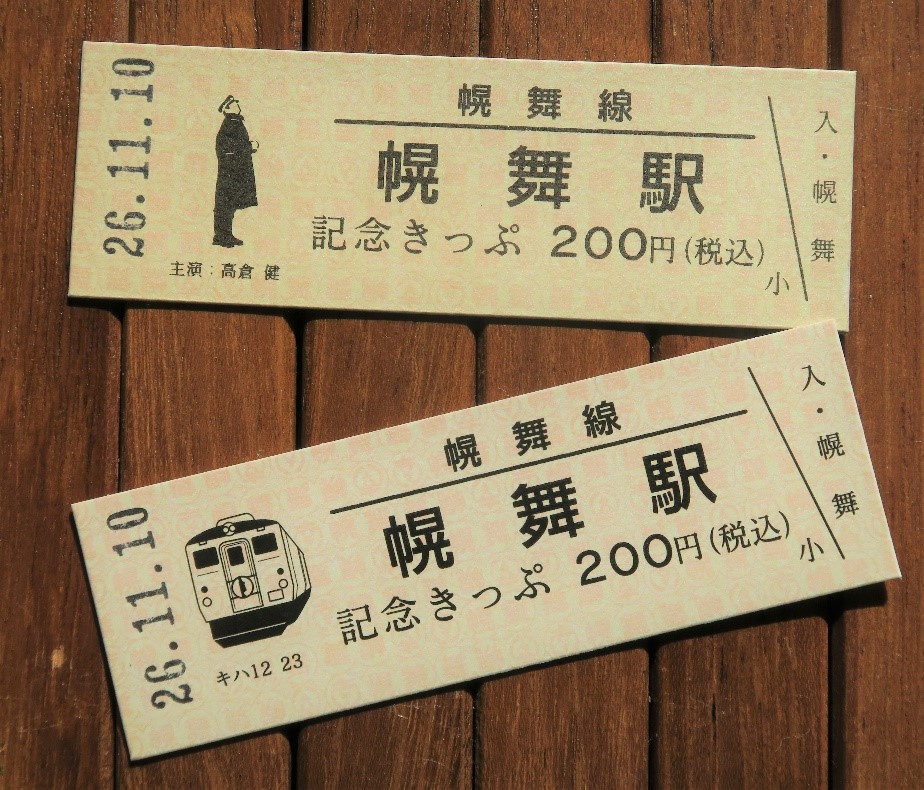 26.11.10
幌舞線
幌舞駅
記念きっぷ 200円(税込)
主演:高倉 健
小
入・幌舞
26.11.10
幌舞線
幌舞駅
記念きっぷ 200円(税込)
キハ12 23
小
入・幌舞